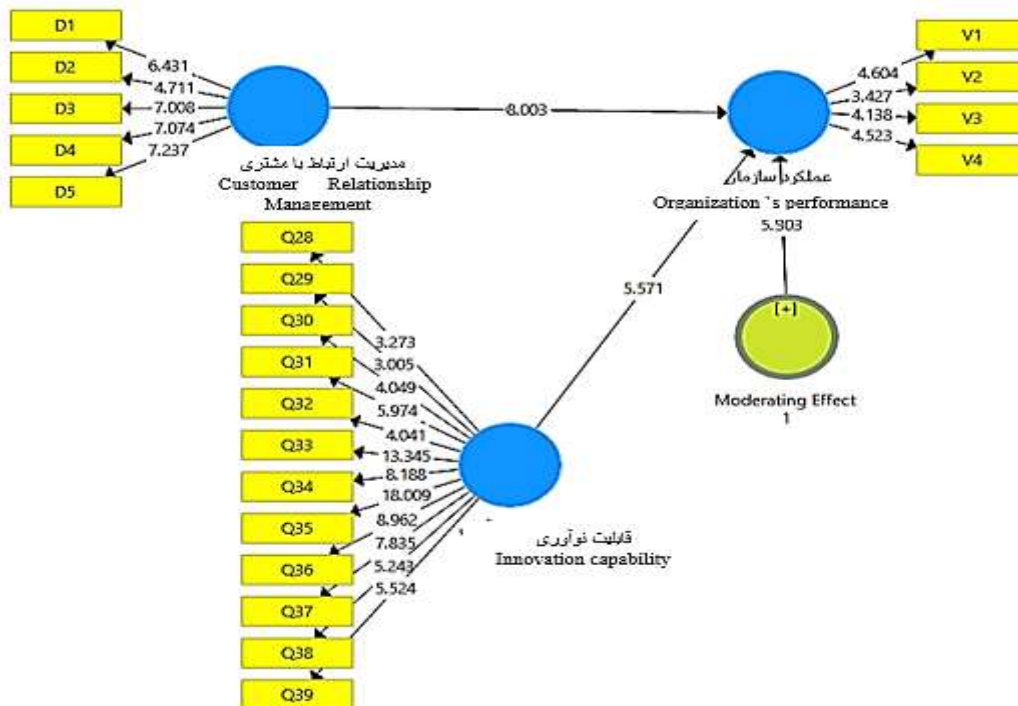 D1
D2
D3
D4
D5
6.431
4.711
7.008
7.074
7.237
مدیریت ارتباط با مشتری
Customer Relationship
Management
8.003
V1
V2
V3
V4
4.604
3.427
4.138
4.523
عملکرد سازمان
Organization `s performance
5.903
5.571
[+]
Moderating Effect
1
Q28
Q29
Q30
Q31
Q32
Q33
Q34
Q35
Q36
Q37
Q38
Q39
3.273
3.005
4.049
5.974
4.041
13.345
8.188
18.009
8.962
7.835
5.243
5.524
قابلیت نوآوری
Innovation capability